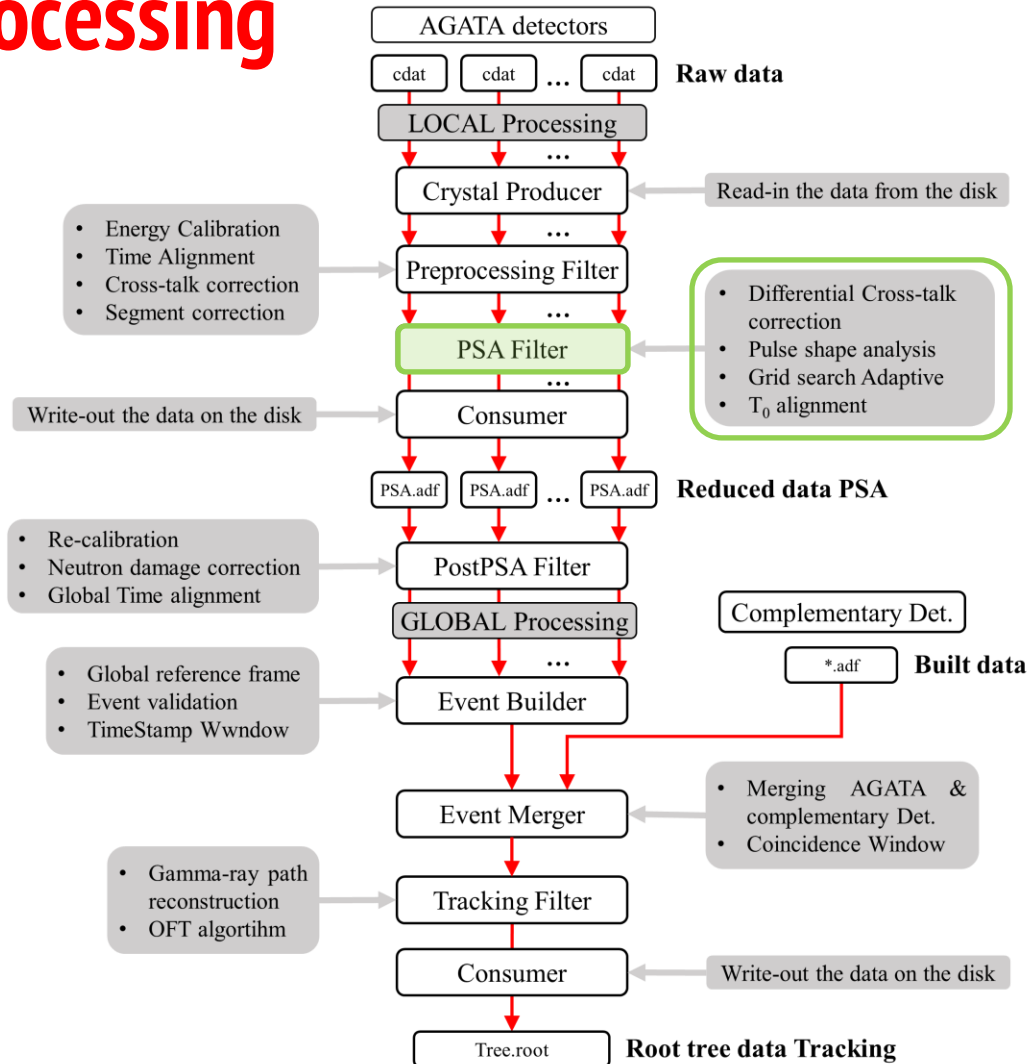 ocessing
AGATA detectors
cdat cdat ... cdat Raw data
LOCAL Processing
...
Crystal Producer
Read-in the data from the disk
...
• Energy Calibration
• Time Alignment
• Cross-talk correction
• Segment correction
Preprocessing Filter
...
PSA Filter
• Differential Cross-talk
correction
• Pulse shape analysis
• Grid search Adaptive
• T₀ alignment
...
Write-out the data on the disk
Consumer
PSA.adf PSA.adf ... PSA.adf Reduced data PSA
• Re-calibration
• Neutron damage correction
• Global Time alignment
PostPSA Filter
GLOBAL Processing
Complementary Det.
*.adf Built data
...
• Global reference frame
• Event validation
• TimeStamp Wwndow
Event Builder
Event Merger
• Merging AGATA &
complementary Det.
• Coincidence Window
• Gamma-ray path
reconstruction
• OFT algortihm
Tracking Filter
Consumer
Write-out the data on the disk
Tree.root Root tree data Tracking